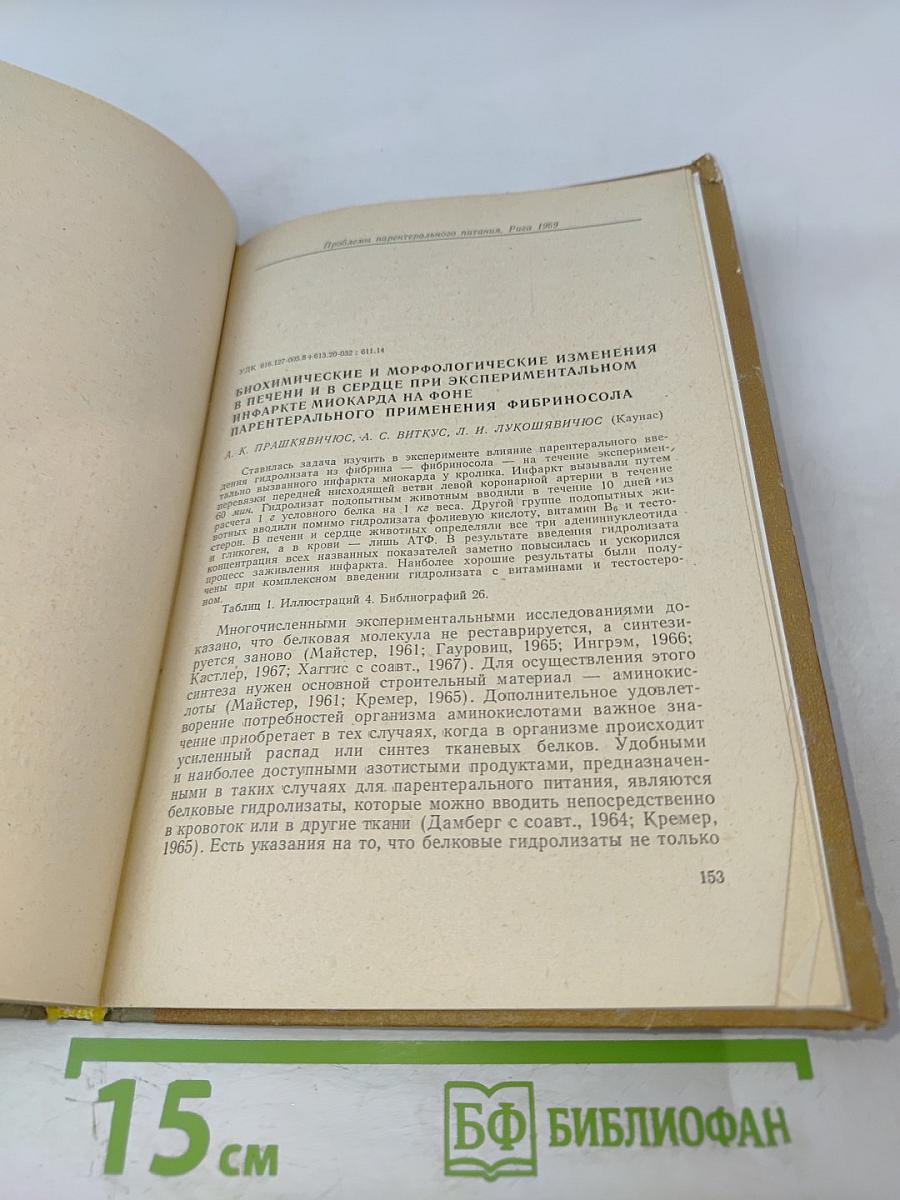 Проблемы парентерального питания. Рига 1969
УДК 616.127-005.8+613.20-032 : 611.14
БИОХИМИЧЕСКИЕ И МОРФОЛОГИЧЕСКИЕ ИЗМЕНЕНИЯ
В ПЕЧЕНИ И В СЕРДЦЕ ПРИ ЭКСПЕРИМЕНТАЛЬНОМ
ИНФАРКТЕ МИОКАРДА НА ФОНЕ
ПАРЕНТЕРАЛЬНОГО ПРИМЕНЕНИЯ ФИБРИНОСОЛА
А. К. ПРАШКЯВИЧЮС, А. С. ВИТКУС, Л. И. ЛУКОШЯВИЧЮС (Каунас)
Ставилась задача изучить в эксперименте влияние парентерального вве-
дения гидролизата из фибрина — фибриносола — на течение эксперимен-
тально вызванного инфаркта миокарда у кролика. Инфаркт вызывали путем
перевязки передней нисходящей ветви левой коронарной артерии в течение
60 мин. Гидролизат подопытным животным вводили в течение 10 дней из
расчета 1 г условного белка на 1 кг веса. Другой группе подопытных жи-
вотных вводили помимо гидролизата фолиевую кислоту, витамин B₆ и тесто-
стерон. В печени и сердце животных определяли все три адениннуклеотида
и гликоген, а в крови — лишь АТФ. В результате введения гидролизата
концентрация всех названных показателей заметно повысилась и ускорился
процесс заживления инфаркта. Наиболее хорошие результаты были полу-
чены при комплексном введении гидролизата с витаминами и тестостеро-
ном.
Таблиц 1. Иллюстраций 4. Библиографий 26.
Многочисленными экспериментальными исследованиями до-
казано, что белковая молекула не реставрируется, а синтези-
руется заново (Майстер, 1961; Гауровиц, 1965; Ингрэм, 1966;
Кастлер, 1967; Хаггис с соавт., 1967). Для осуществления этого
синтеза нужен основной строительный материал — аминокис-
лоты (Майстер, 1961; Кремер, 1965). Дополнительное удовлет-
ворение потребностей организма аминокислотами важное зна-
чение приобретает в тех случаях, когда в организме происходит
усиленный распад или синтез тканевых белков. Удобными
и наиболее доступными азотистыми продуктами, предназначен-
ными в таких случаях для парентерального питания, являются
белковые гидролизаты, которые можно вводить непосредственно
в кровоток или в другие ткани (Дамберг с соавт., 1964; Кремер,
1965). Есть указания на то, что белковые гидролизаты не только
153
15 см
БФ БИБЛИОФАН